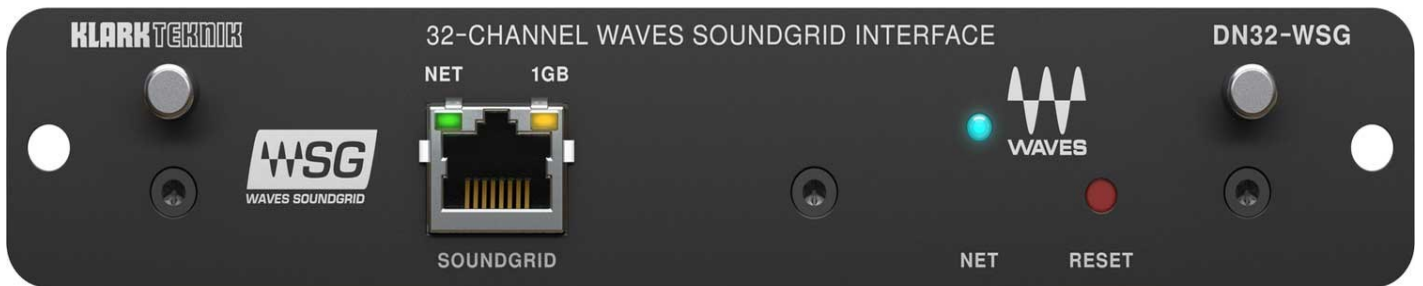 KLARK TEKNIK
32-CHANNEL WAVES SOUNDGRID INTERFACE
DN32-WSG
NET
1GB
WSG
WAVES SOUNDGRID
WAVES
SOUNDGRID
NET
RESET